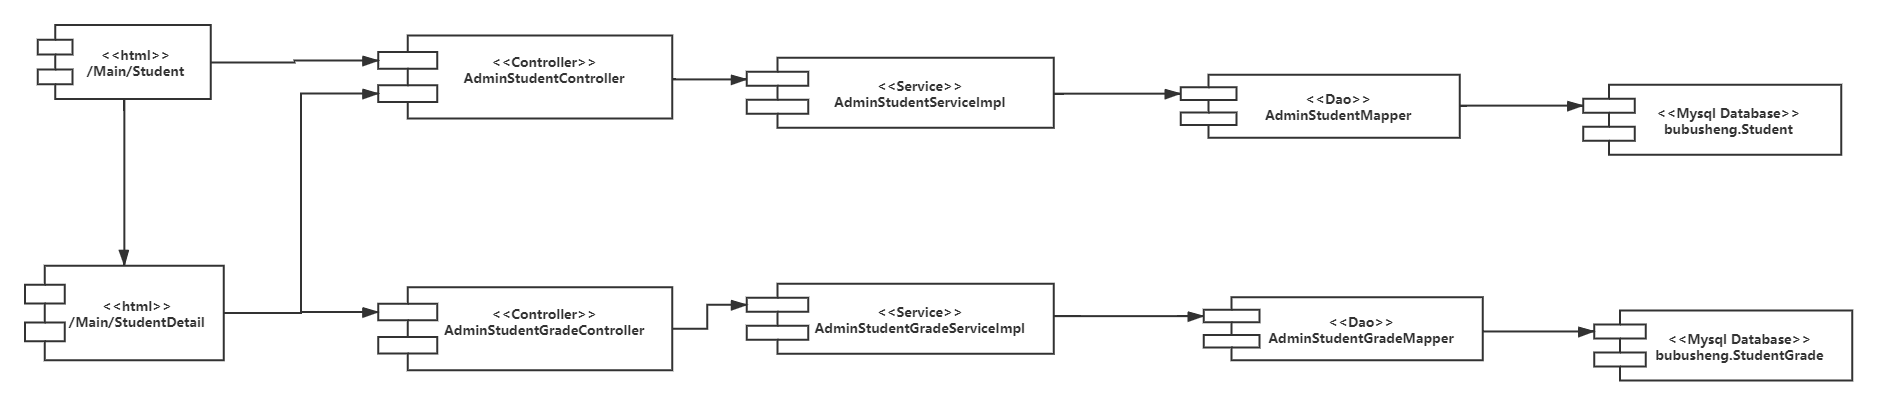 <<html>>
/Main/Student
<<Controller>>
AdminStudentController
<<Service>>
AdminStudentServiceImpl
<<Dao>>
AdminStudentMapper
<<Mysql Database>>
bubusheng.Student
<<html>>
/Main/StudentDetail
<<Controller>>
AdminStudentGradeController
<<Service>>
AdminStudentGradeServiceImpl
<<Dao>>
AdminStudentGradeMapper
<<Mysql Database>>
bubusheng.StudentGrade